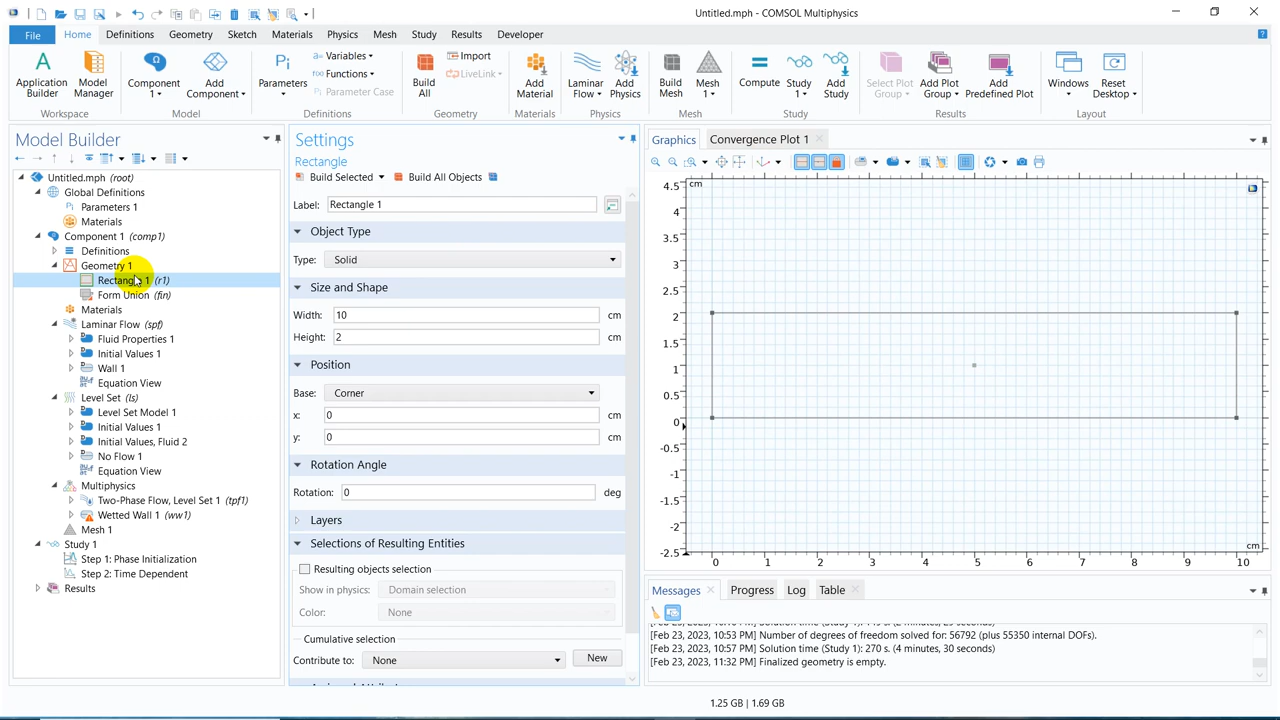 Untitled.mph - COMSOL Multiphysics
File Home Definitions Geometry Sketch Materials Physics Mesh Study Results Developer
Application Builder
Model Manager
Workspace
Component 1
Add Component
Model
Parameters
Variables
Functions
Parameter Case
Definitions
Build All
Import
LiveLink
Geometry
Add Material
Materials
Laminar Flow
Add Physics
Physics
Build Mesh
Mesh 1
Mesh
Compute
Study 1
Add Study
Study
Select Plot Group
Add Plot Group
Add Predefined Plot
Results
Windows
Reset Desktop
Layout
Model Builder
Untitled.mph (root)
Global Definitions
Parameters 1
Materials
Component 1 (comp1)
Definitions
Geometry 1
Rectangle 1 (r1)
Form Union (fin)
Materials
Laminar Flow (spf)
Fluid Properties 1
Initial Values 1
Wall 1
Equation View
Level Set (ls)
Level Set Model 1
Initial Values 1
Initial Values, Fluid 2
No Flow 1
Equation View
Multiphysics
Two-Phase Flow, Level Set 1 (tpf1)
Wetted Wall 1 (ww1)
Mesh 1
Study 1
Step 1: Phase Initialization
Step 2: Time Dependent
Results
Settings
Rectangle
Build Selected Build All Objects
Label: Rectangle 1
Object Type
Type: Solid
Size and Shape
Width: 10 cm
Height: 2 cm
Position
Base: Corner
x: 0 cm
y: 0 cm
Rotation Angle
Rotation: 0 deg
Layers
Selections of Resulting Entities
Resulting objects selection
Show in physics: Domain selection
Color: None
Cumulative selection
Contribute to: None New
Graphics Convergence Plot 1
cm
4.5
4
3.5
3
2.5
2
1.5
1
0.5
0
-0.5
-1
-1.5
-2
-2.5
cm
0 1 2 3 4 5 6 7 8 9 10
Messages Progress Log Table
[Feb 23, 2023, 10:53 PM] Number of degrees of freedom solved for: 56792 (plus 55350 internal DOFs).
[Feb 23, 2023, 10:57 PM] Solution time (Study 1): 270 s. (4 minutes, 30 seconds)
[Feb 23, 2023, 11:32 PM] Finalized geometry is empty.
1.25 GB | 1.69 GB